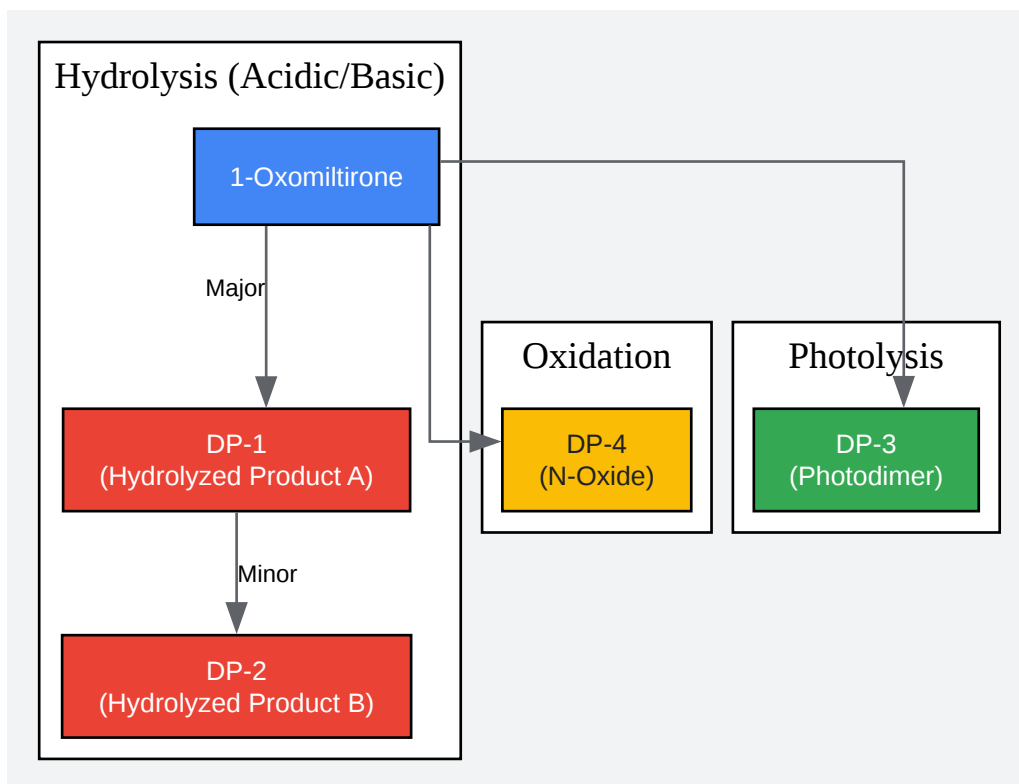 Hydrolysis (Acidic/Basic)
1-Oxomiltirone
Major
Oxidation
Photolysis
DP-1
(Hydrolyzed Product A)
DP-4
(N-Oxide)
DP-3
(Photodimer)
Minor
DP-2
(Hydrolyzed Product B)